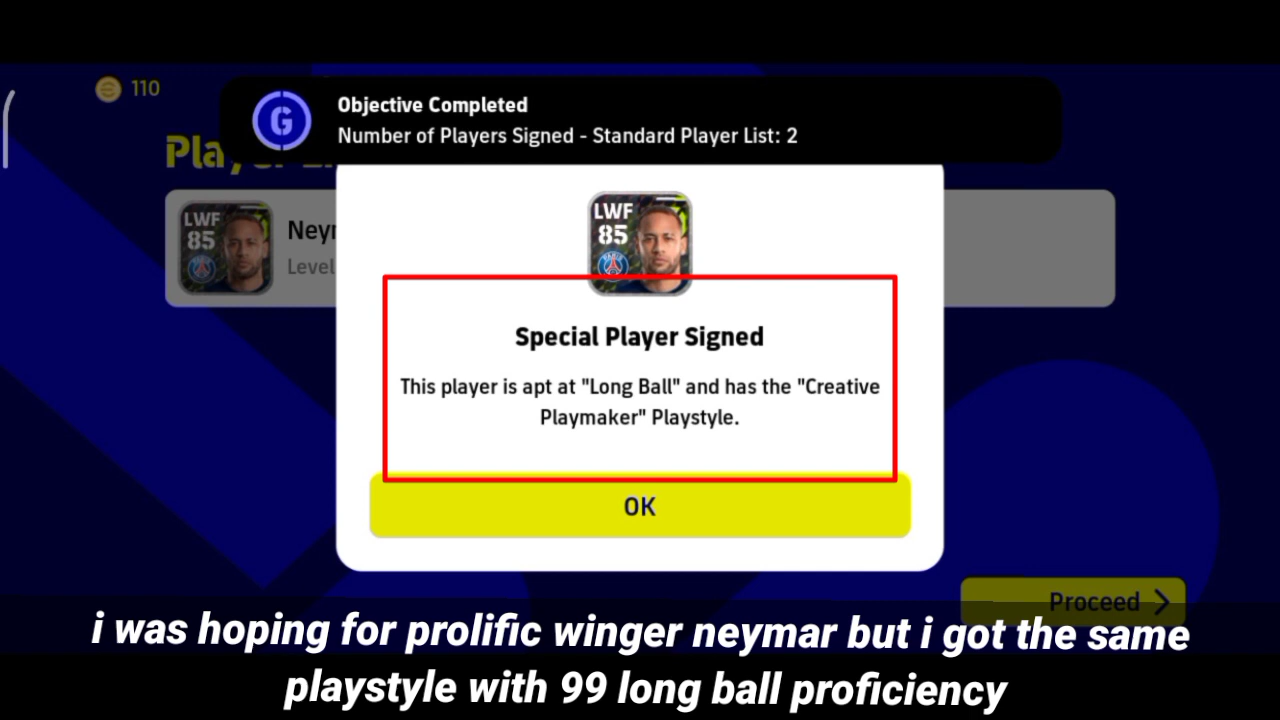 110
Objective Completed
Number of Players Signed - Standard Player List: 2
LWF
85
Level
LWF
85
Special Player Signed
This player is apt at "Long Ball" and has the "Creative
Playmaker" Playstyle.
OK
Proceed
i was hoping for prolific winger neymar but i got the same
playstyle with 99 long ball proficiency